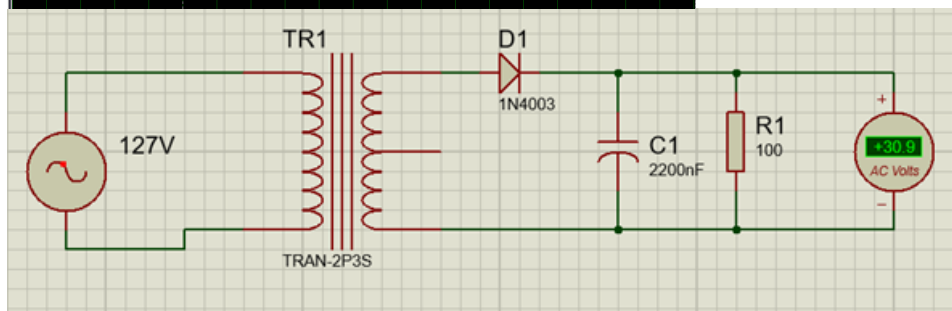 TR1
D1
1N4003
127V
C1
2200nF
R1
100
+
+30.9
AC Volts
−
TRAN-2P3S